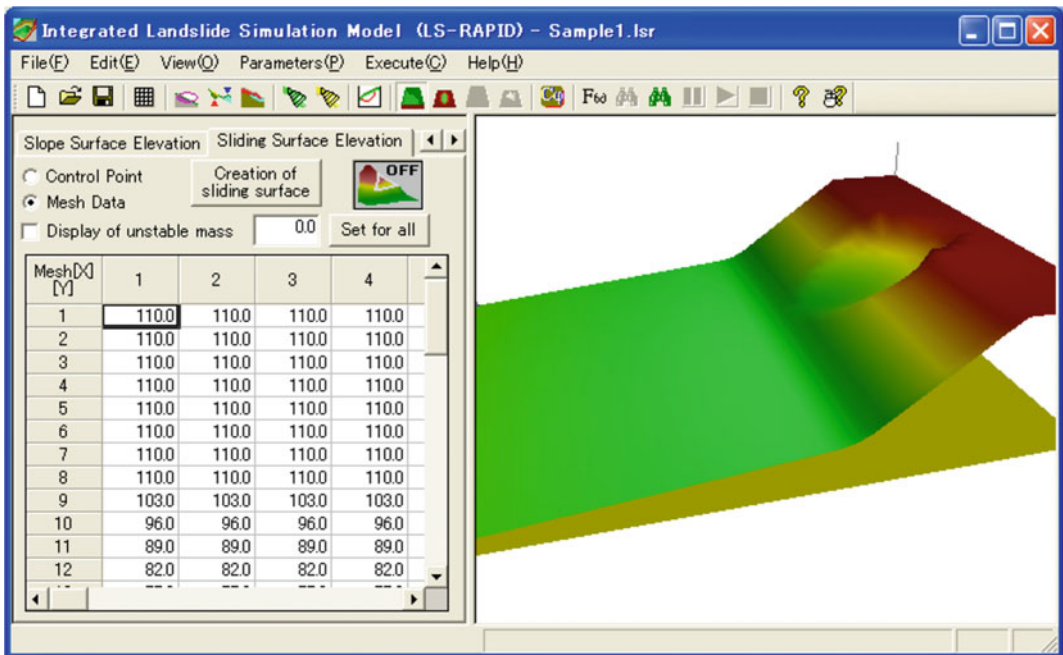 Integrated Landslide Simulation Model (LS-RAPID) - Sample1.lsr
File(F) Edit(E) View(O) Parameters(P) Execute(C) Help(H)
Fω
Slope Surface Elevation Sliding Surface Elevation
Control Point
Mesh Data
Creation of
sliding surface
OFF
Display of unstable mass 0.0 Set for all
Mesh[X]
[Y] 1 2 3 4
1 110.0 110.0 110.0 110.0
2 110.0 110.0 110.0 110.0
3 110.0 110.0 110.0 110.0
4 110.0 110.0 110.0 110.0
5 110.0 110.0 110.0 110.0
6 110.0 110.0 110.0 110.0
7 110.0 110.0 110.0 110.0
8 110.0 110.0 110.0 110.0
9 103.0 103.0 103.0 103.0
10 96.0 96.0 96.0 96.0
11 89.0 89.0 89.0 89.0
12 82.0 82.0 82.0 82.0